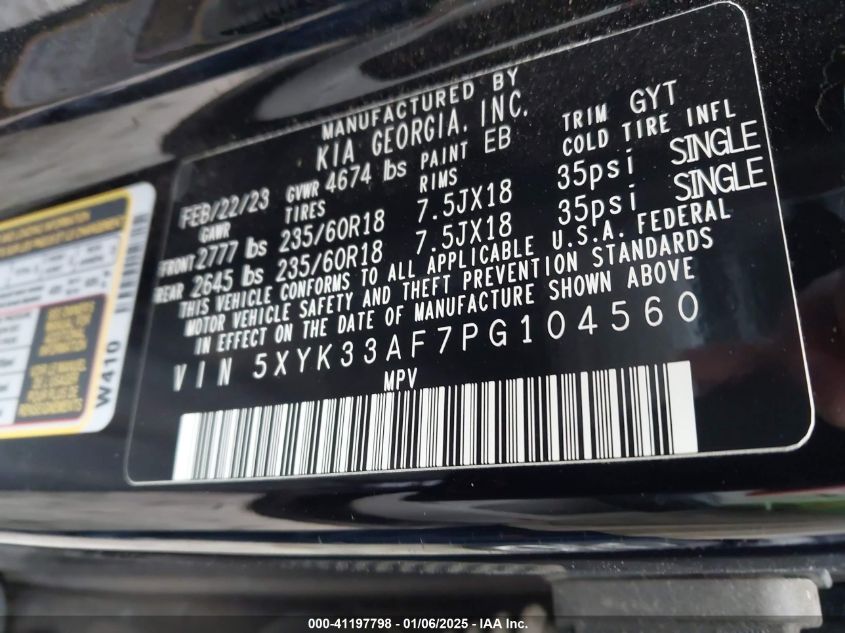 MANUFACTURED BY
KIA GEORGIA, INC.
FEB/22/23 GVWR 4674 lbs PAINT EB TRIM GYT
GAWR TIRES RIMS COLD TIRE INFL
FRONT 2777 lbs 235/60R18 7.5JX18 35psi SINGLE
REAR 2645 lbs 235/60R18 7.5JX18 35psi SINGLE
THIS VEHICLE CONFORMS TO ALL APPLICABLE U.S.A. FEDERAL
MOTOR VEHICLE SAFETY AND THEFT PREVENTION STANDARDS
IN EFFECT ON THE DATE OF MANUFACTURE SHOWN ABOVE
VIN 5XYK33AF7PG104560
MPV
W410
000-41197798 - 01/06/2025 - IAA Inc.